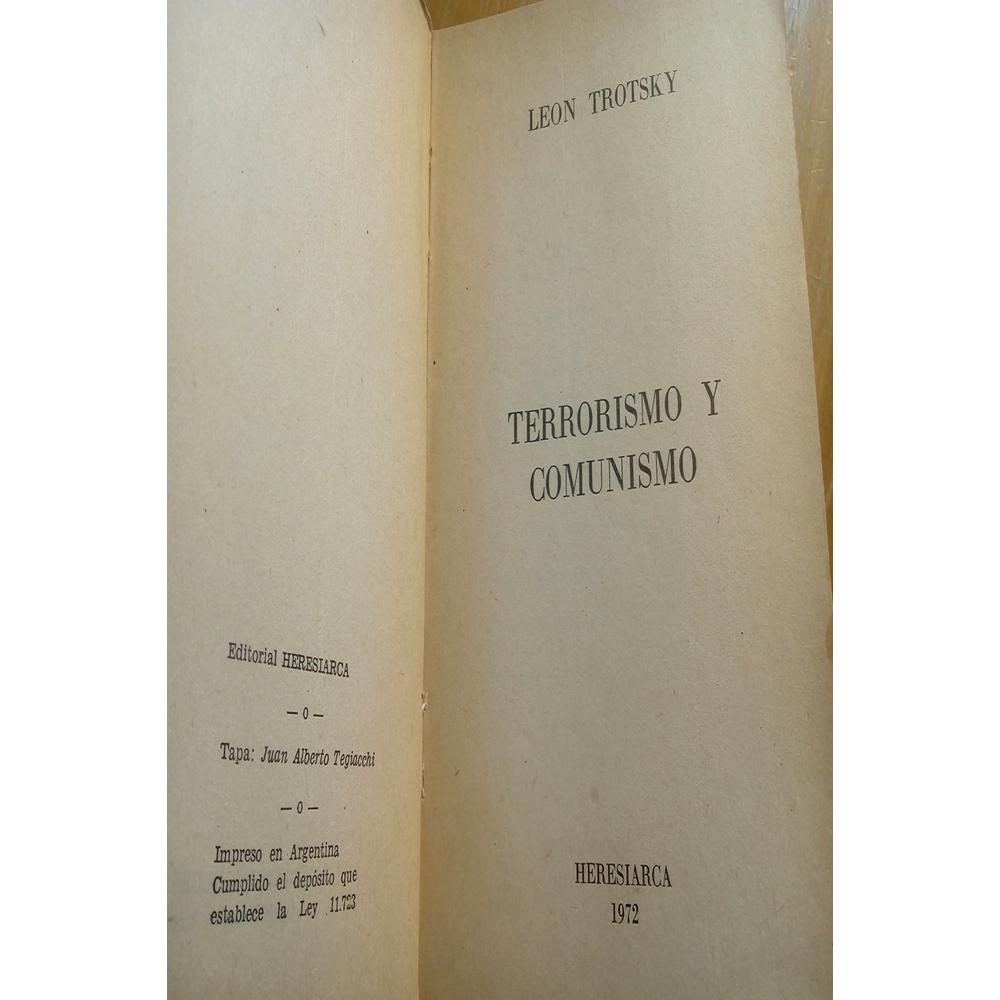 Editorial HERESIARCA
— o —
Tapa: Juan Alberto Tegiacchi
— o —
Impreso en Argentina
Cumplido el depósito que
establece la Ley 11.723
LEON TROTSKY
TERRORISMO Y
COMUNISMO
HERESIARCA
1972